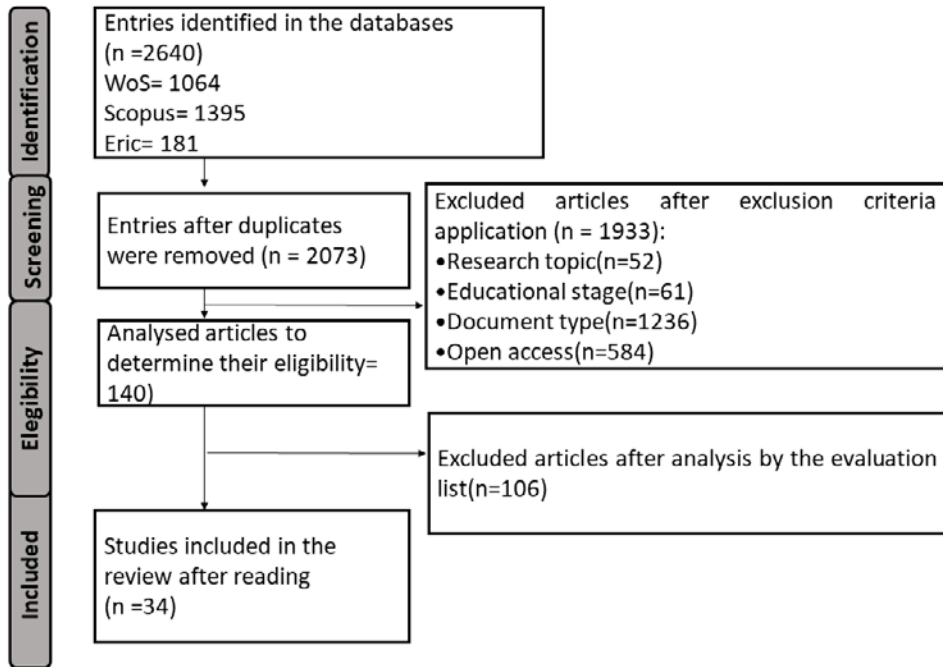 Identification
Entries identified in the databases
(n =2640)
WoS= 1064
Scopus= 1395
Eric= 181
Screening
Entries after duplicates
were removed (n = 2073)
Excluded articles after exclusion criteria
application (n = 1933):
•Research topic(n=52)
•Educational stage(n=61)
•Document type(n=1236)
•Open access(n=584)
Elegibility
Analysed articles to
determine their eligibility=
140)
Excluded articles after analysis by the evaluation
list(n=106)
Included
Studies included in the
review after reading
(n =34)